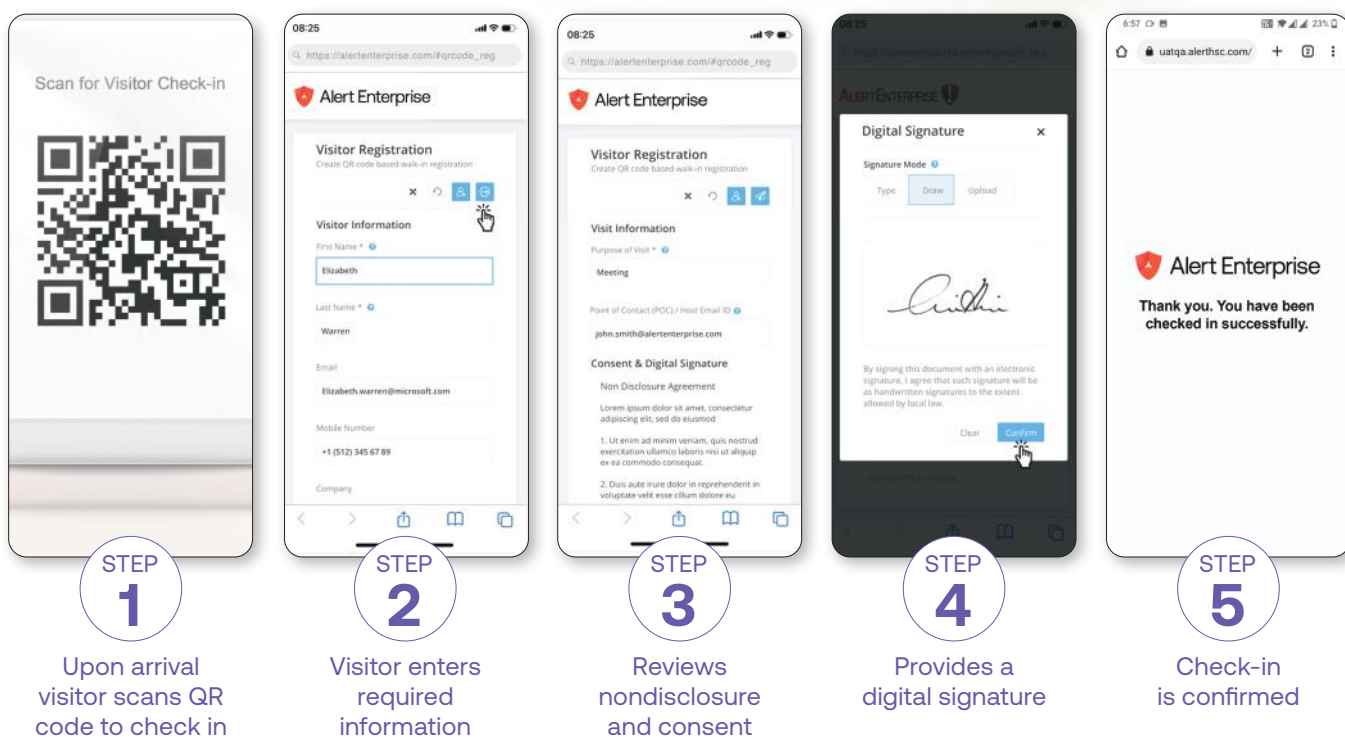 Scan for Visitor Check-in
STEP
1
Upon arrival
visitor scans QR
code to check in
08:25
https://alertenterprise.com/#qrcode_reg
Alert Enterprise
Visitor Registration
Create QR code based walk-in registration
Visitor Information
First Name *
Elizabeth
Last Name *
Warren
Email
Elizabeth.warren@microsoft.com
Mobile Number
+1 (512) 345 67 89
Company
STEP
2
Visitor enters
required
information
08:25
https://alertenterprise.com/#qrcode_reg
Alert Enterprise
Visitor Registration
Create QR code based walk-in registration
Visit Information
Purpose of Visit *
Meeting
Point of Contact (POC) / Host Email ID
john.smith@alertenterprise.com
Consent & Digital Signature
Non Disclosure Agreement
Lorem ipsum dolor sit amet, consectetur
adipiscing elit, sed do eiusmod
1. Ut enim ad minim veniam, quis nostrud
exercitation ullamco laboris nisi ut aliquip
ex ea commodo consequat.
2. Duis aute irure dolor in reprehenderit in
voluptate velit esse cillum dolore eu
STEP
3
Reviews
nondisclosure
and consent
08:25
ALERTENTERPRISE
Digital Signature
Signature Mode
Type Draw Upload
By signing this document with an electronic
signature, I agree that such signature will be
as handwritten signatures to the extent
allowed by local law.
Clear Confirm
STEP
4
Provides a
digital signature
6:57 23%
uatqa.alerthsc.com/ 2
Alert Enterprise
Thank you. You have been
checked in successfully.
STEP
5
Check-in
is confirmed